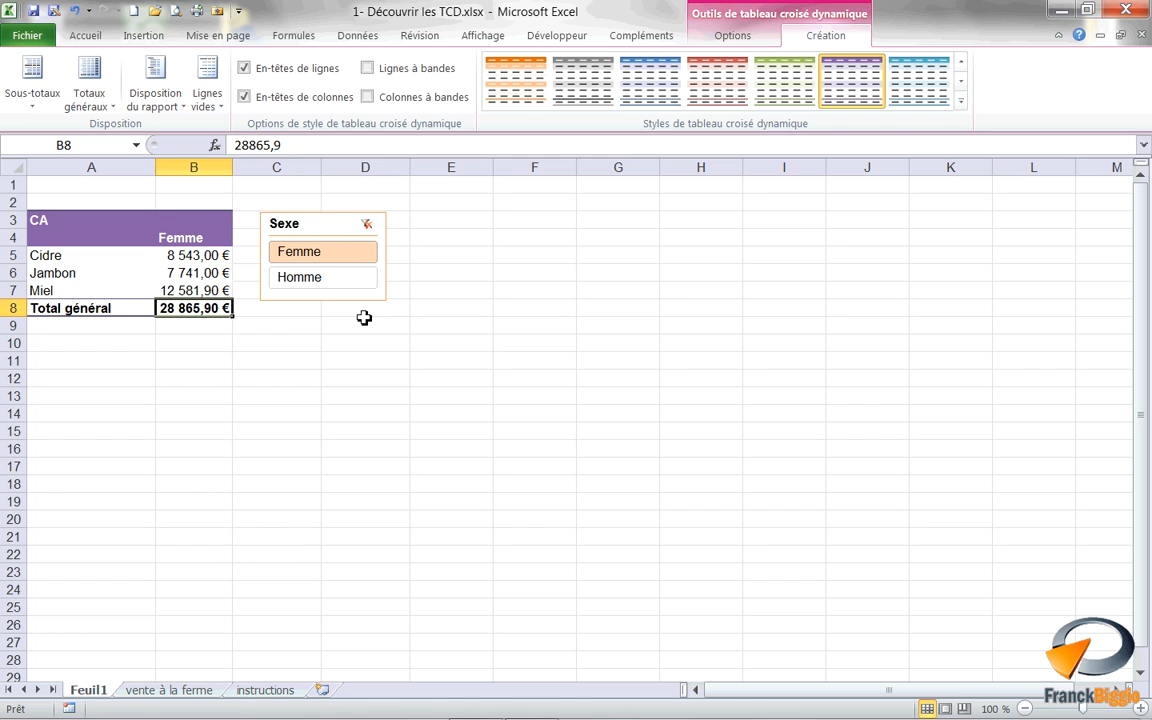 1- Découvrir les TCD.xlsx - Microsoft Excel
Outils de tableau croisé dynamique
Fichier Accueil Insertion Mise en page Formules Données Révision Affichage Développeur Compléments Options Création
Sous-totaux
Totaux généraux
Disposition du rapport
Lignes vides
Disposition
En-têtes de lignes Lignes à bandes
En-têtes de colonnes Colonnes à bandes
Options de style de tableau croisé dynamique
Styles de tableau croisé dynamique
B8 fx 28865,9
A B C D E F G H I J K L M
1
2
3 CA
4 Femme
5 Cidre 8 543,00 €
6 Jambon 7 741,00 €
7 Miel 12 581,90 €
8 Total général 28 865,90 €
Sexe
Femme
Homme
9
10
11
12
13
14
15
16
17
18
19
20
21
22
23
24
25
26
27
28
29
Feuil1 vente à la ferme instructions
Prêt 100 %
FranckBiggio